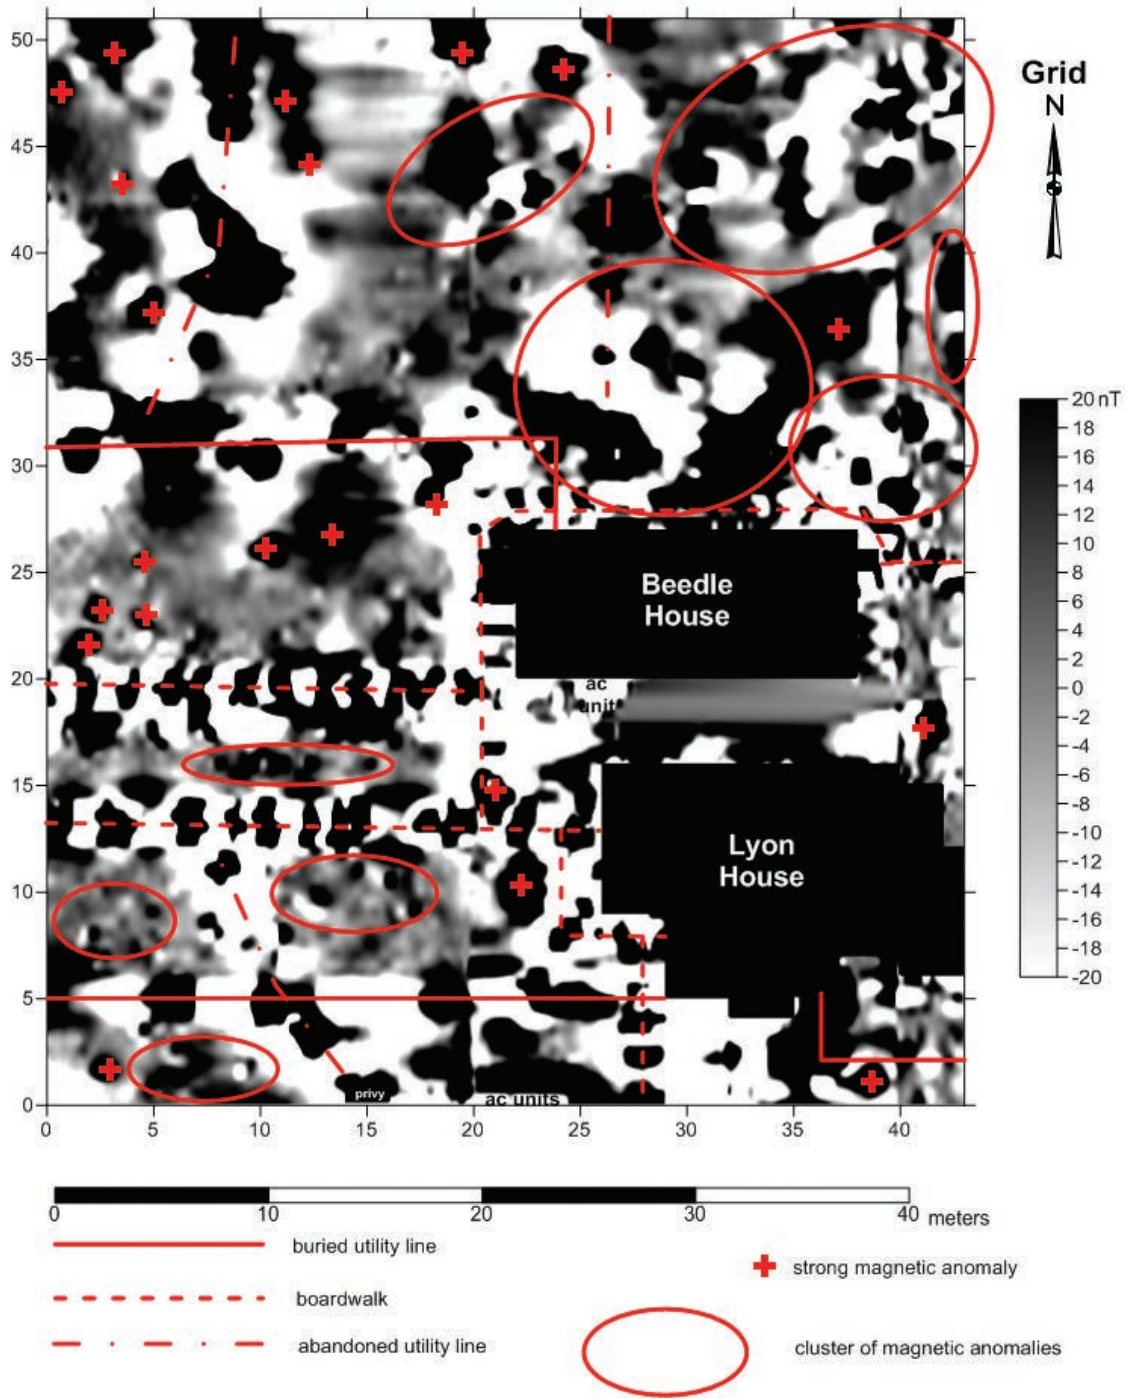 50
45
40
35
30
25
20
15
10
5
0
Grid
N
20 nT
18
16
14
12
10
8
6
4
2
0
-2
-4
-6
-8
-10
-12
-14
-16
-18
-20
Beedle
House
ac
unit
Lyon
House
privy
ac units
0 5 10 15 20 25 30 35 40
0 10 20 30 40 meters
buried utility line
strong magnetic anomaly
boardwalk
abandoned utility line
cluster of magnetic anomalies